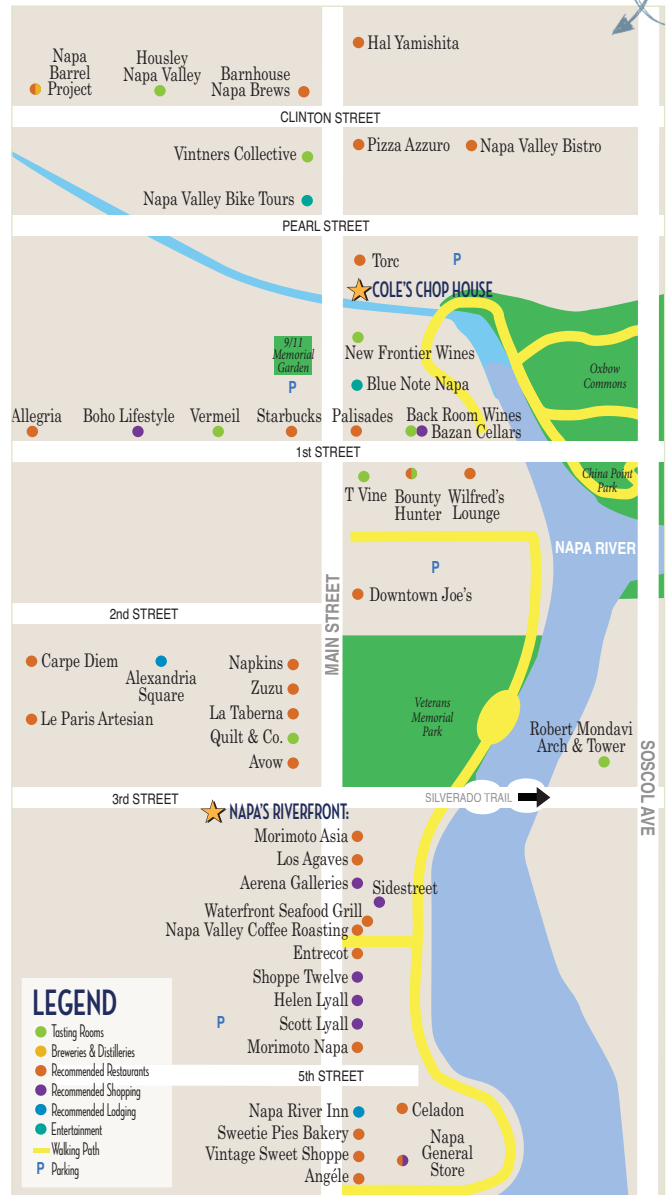 Hal Yamishita
Napa
Barrel
Project
Housley
Napa Valley
Barnhouse
Napa Brews
CLINTON STREET
Vintners Collective
Pizza Azzuro
Napa Valley Bistro
Napa Valley Bike Tours
PEARL STREET
Torc
P
COLE'S CHOP HOUSE
9/11
Memorial
Garden
P
New Frontier Wines
Blue Note Napa
Oxbow
Commons
Allegria
Boho Lifestyle
Vermeil
Starbucks
Palisades
Back Room Wines
Bazan Cellars
1st STREET
T Vine
Bounty
Hunter
Wilfred's
Lounge
China Point
Park
NAPA RIVER
P
Downtown Joe's
MAIN STREET
2nd STREET
Carpe Diem
Alexandria
Square
Le Paris Artesian
Napkins
Zuzu
La Taberna
Quilt & Co.
Avow
Veterans
Memorial
Park
Robert Mondavi
Arch & Tower
SOSCOL AVE
3rd STREET
SILVERADO TRAIL
NAPA'S RIVERFRONT:
Morimoto Asia
Los Agaves
Aerena Galleries
Sidestreet
Waterfront Seafood Grill
Napa Valley Coffee Roasting
Entrecot
Shoppe Twelve
Helen Lyall
Scott Lyall
P
Morimoto Napa
5th STREET
Napa River Inn
Celadon
Sweetie Pies Bakery
Vintage Sweet Shoppe
Angéle
Napa
General
Store
LEGEND
Tasting Rooms
Breweries & Distilleries
Recommended Restaurants
Recommended Shopping
Recommended Lodging
Entertainment
Walking Path
P Parking